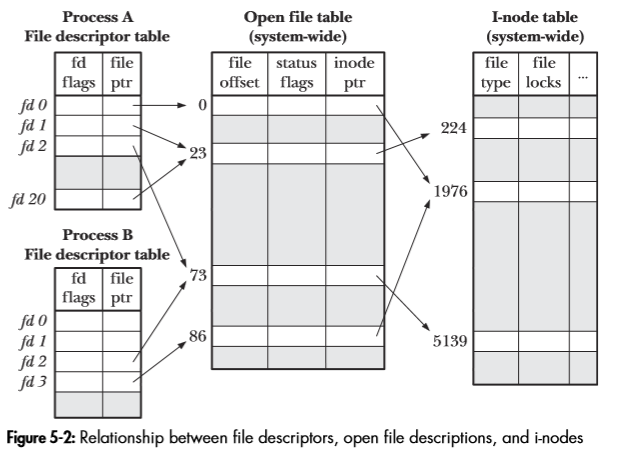 Process A
File descriptor table
fd flags
file ptr
fd 0
fd 1
fd 2
fd 20
Process B
File descriptor table
fd flags
file ptr
fd 0
fd 1
fd 2
fd 3
Open file table
(system-wide)
file offset
status flags
inode ptr
0
23
73
86
I-node table
(system-wide)
file type
file locks
...
224
1976
5139
Figure 5-2: Relationship between file descriptors, open file descriptions, and i-nodes